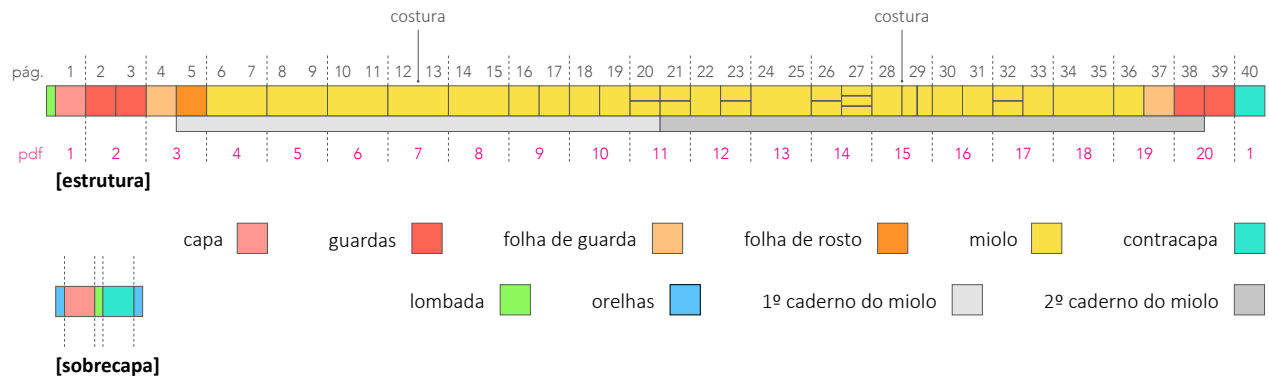 costura costura
pág. 1 2 3 4 5 6 7 8 9 10 11 12 13 14 15 16 17 18 19 20 21 22 23 24 25 26 27 28 29 30 31 32 33 34 35 36 37 38 39 40
pdf 1 2 3 4 5 6 7 8 9 10 11 12 13 14 15 16 17 18 19 20 1
[estrutura]
capa guardas folha de guarda folha de rosto miolo contracapa
lombada orelhas 1º caderno do miolo 2º caderno do miolo
[sobrecapa]